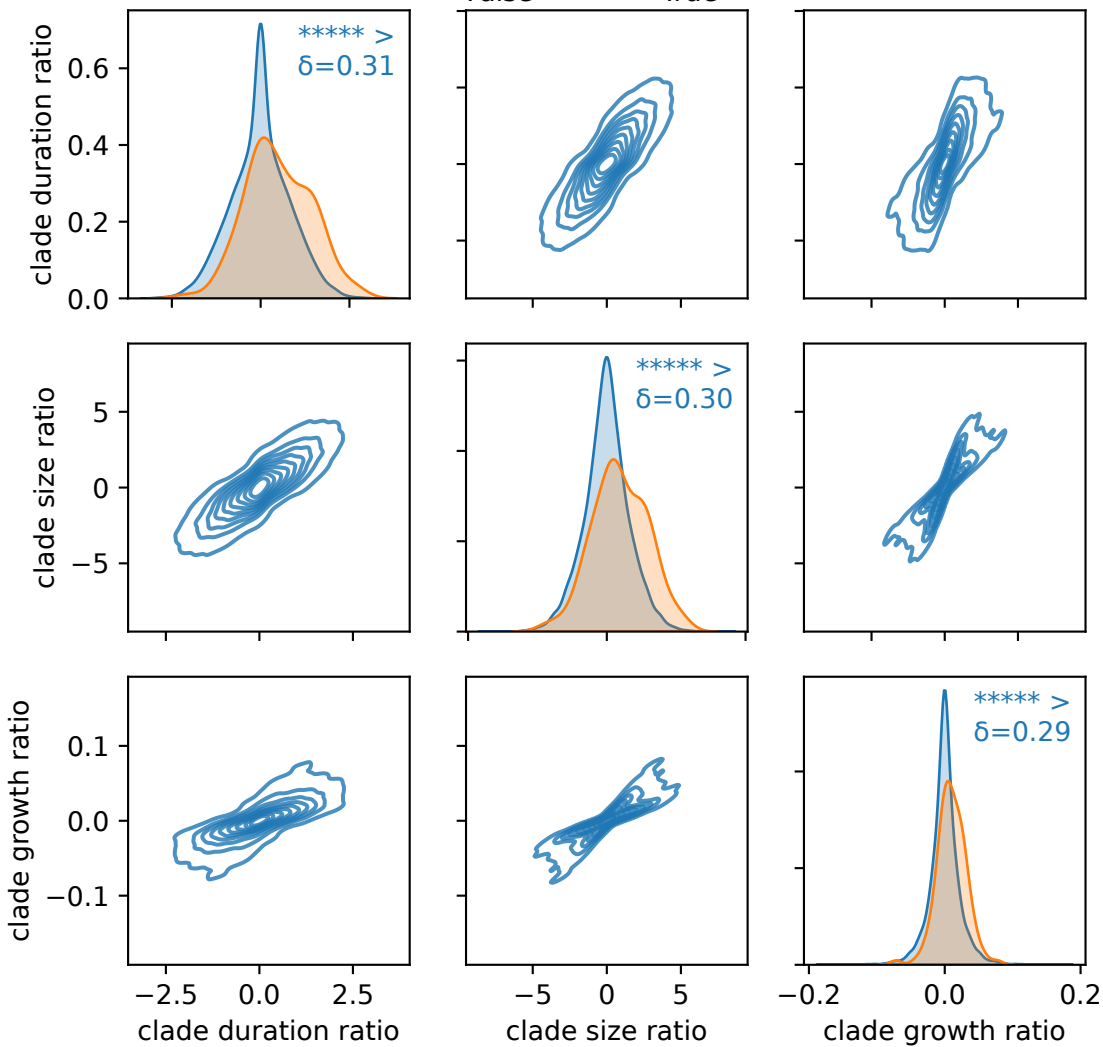 clade duration ratio
0.6
0.4
0.2
0.0
***** >
δ=0.31
clade size ratio
5
0
−5
***** >
δ=0.30
clade growth ratio
0.1
0.0
−0.1
***** >
δ=0.29
−2.5 0.0 2.5
−5 0 5
−0.2 0.0 0.2
clade duration ratio
clade size ratio
clade growth ratio